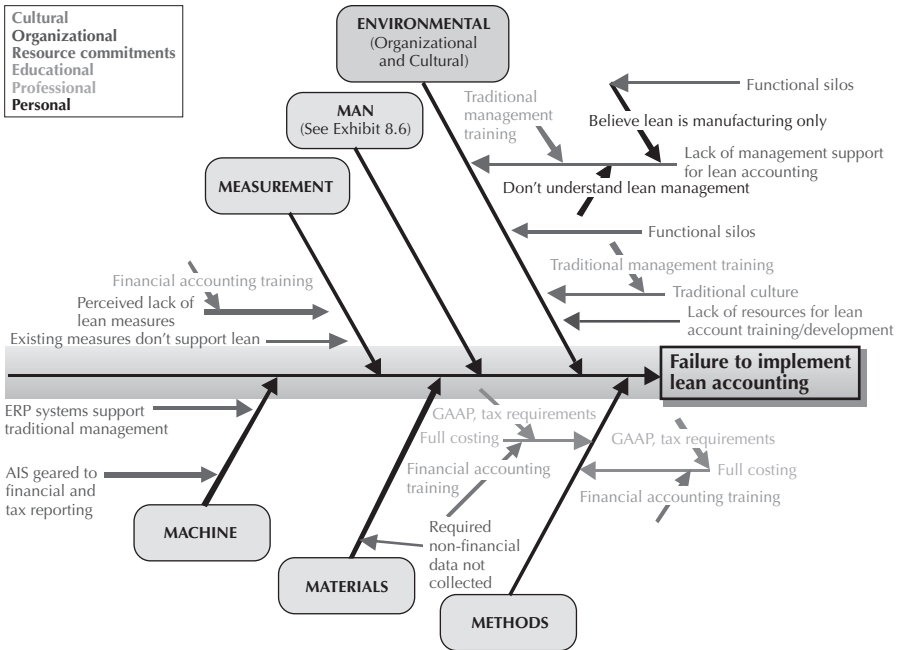 Cultural
Organizational
Resource commitments
Educational
Professional
Personal
ENVIRONMENTAL
(Organizational
and Cultural)
MAN
(See Exhibit 8.6)
MEASUREMENT
Traditional
management
training
Functional silos
Believe lean is manufacturing only
Lack of management support
for lean accounting
Don't understand lean management
Functional silos
Traditional management training
Traditional culture
Lack of resources for lean
account training/development
Financial accounting training
Perceived lack of
lean measures
Existing measures don't support lean
Failure to implement
lean accounting
ERP systems support
traditional management
AIS geared to
financial and
tax reporting
MACHINE
GAAP, tax requirements
Full costing
Financial accounting
training
Required
non-financial
data not
collected
MATERIALS
GAAP, tax requirements
Full costing
Financial accounting training
METHODS